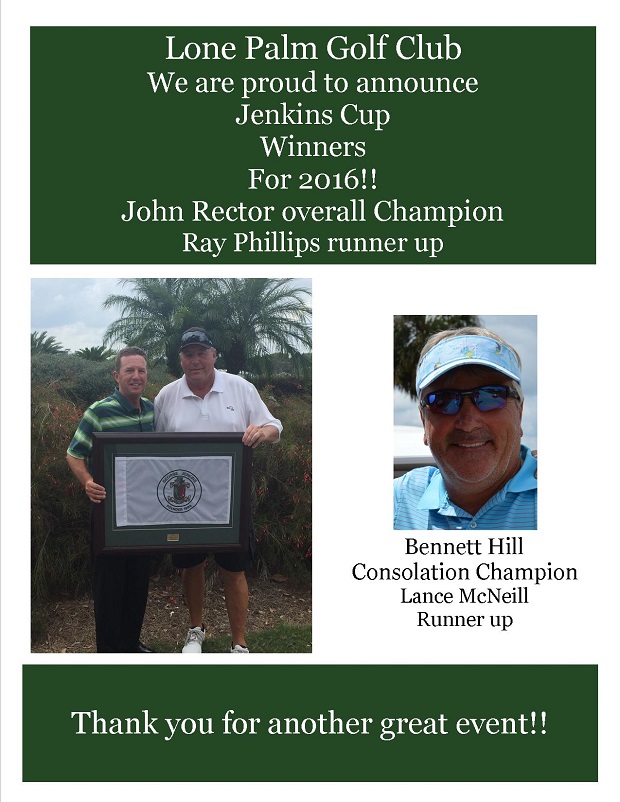 Lone Palm Golf Club
We are proud to announce
Jenkins Cup
Winners
For 2016!!
John Rector overall Champion
Ray Phillips runner up
Bennett Hill
Consolation Champion
Lance McNeill
Runner up
Thank you for another great event!!